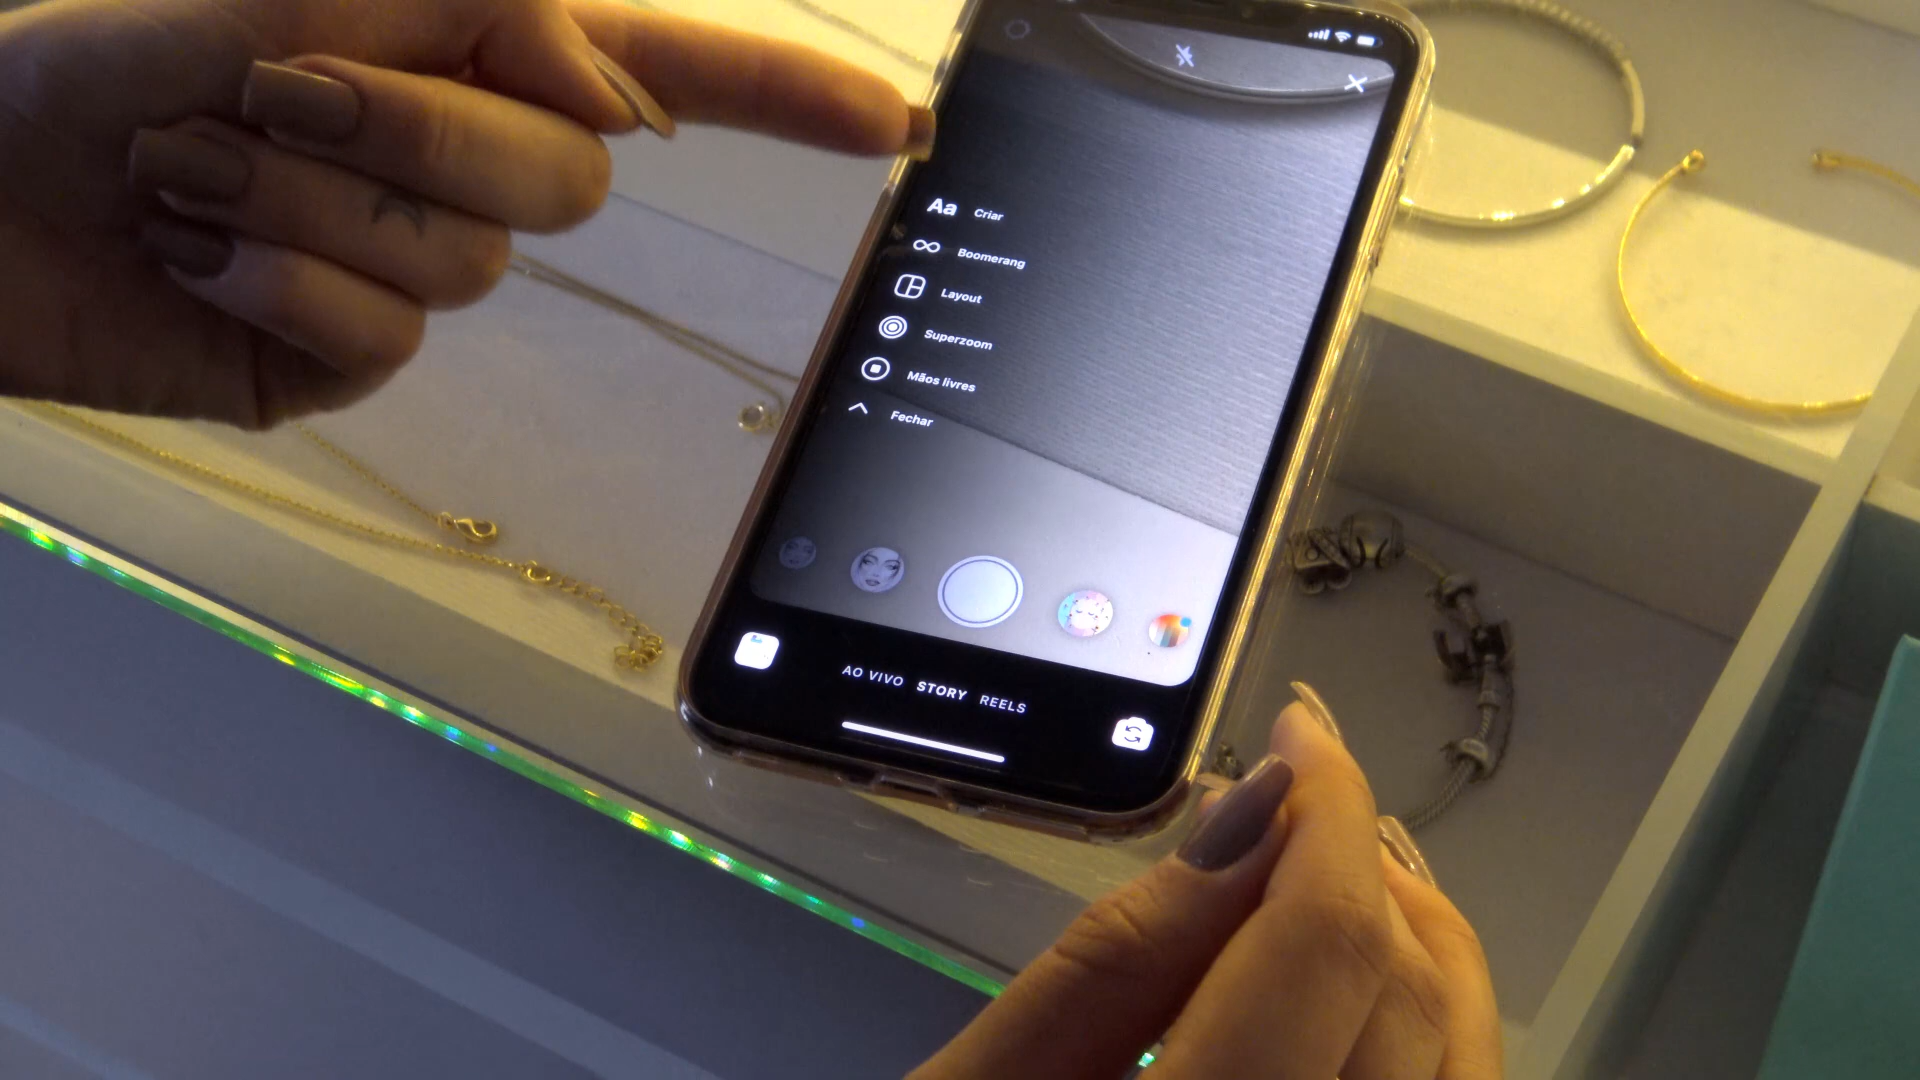 Aa Criar
Boomerang
Layout
Superzoom
Mãos livres
Fechar
AO VIVO STORY REELS